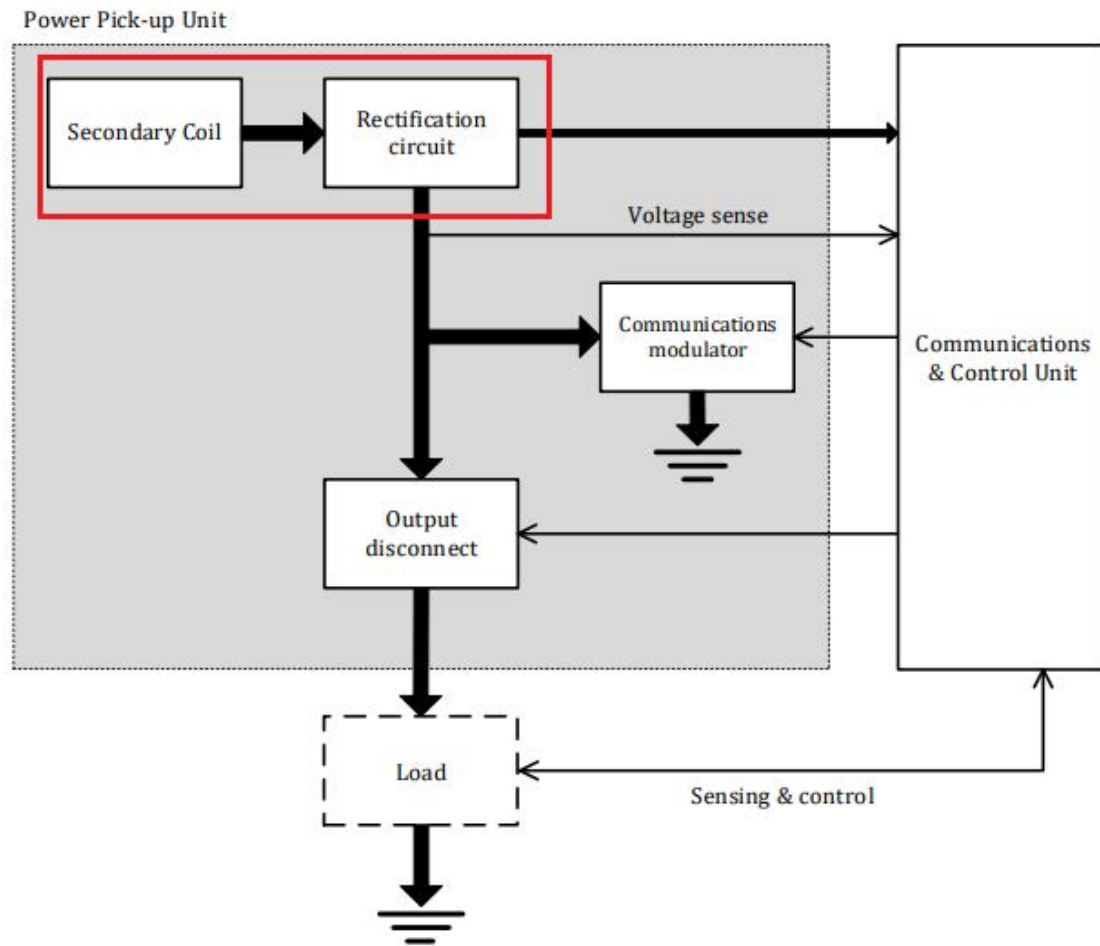 Power Pick-up Unit
Secondary Coil
Rectification
circuit
Voltage sense
Communications
modulator
Communications
& Control Unit
Output
disconnect
Load
Sensing & control